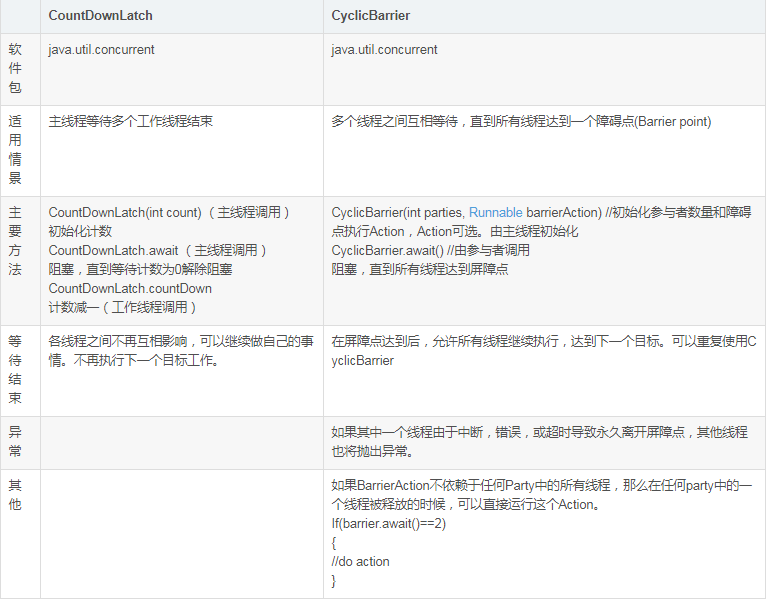 CountDownLatch
CyclicBarrier
软
件
包
java.util.concurrent
java.util.concurrent
适
用
情
景
主线程等待多个工作线程结束
多个线程之间互相等待，直到所有线程达到一个障碍点(Barrier point)
主
要
方
法
CountDownLatch(int count) （主线程调用）
初始化计数
CountDownLatch.await （主线程调用）
阻塞，直到等待计数为0解除阻塞
CountDownLatch.countDown
计数减一（工作线程调用）
CyclicBarrier(int parties, Runnable barrierAction) //初始化参与者数量和障碍
点执行Action，Action可选。由主线程初始化
CyclicBarrier.await() //由参与者调用
阻塞，直到所有线程达到屏障点
等
待
结
束
各线程之间不再互相影响，可以继续做自己的事
情。不再执行下一个目标工作。
在屏障点达到后，允许所有线程继续执行，达到下一个目标。可以重复使用C
yclicBarrier
异
常
如果其中一个线程由于中断，错误，或超时导致永久离开屏障点，其他线程
也将抛出异常。
其
他
如果BarrierAction不依赖于任何Party中的所有线程，那么在任何party中的一
个线程被释放的时候，可以直接运行这个Action。
If(barrier.await()==2)
{
//do action
}